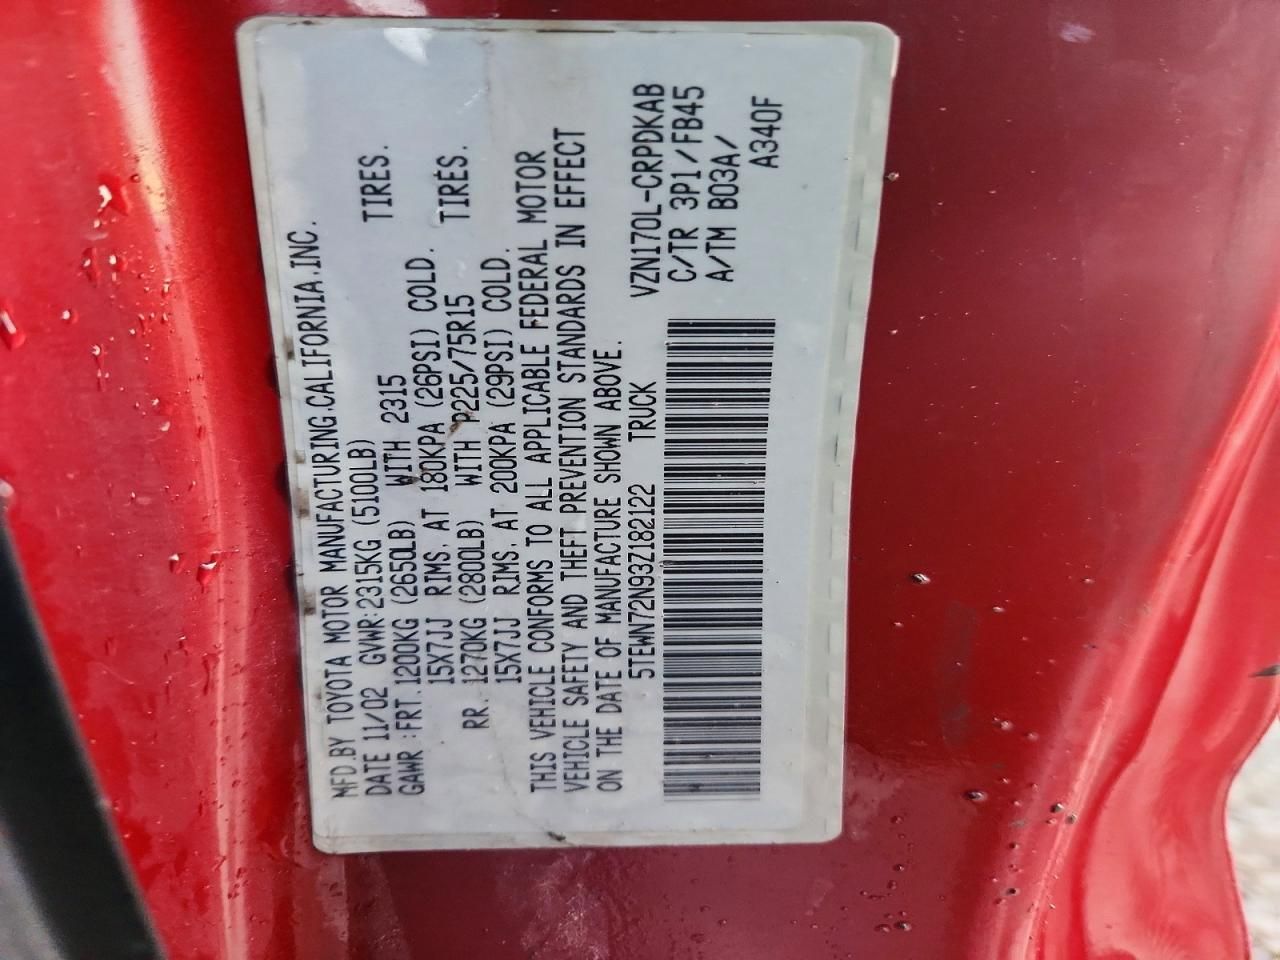 MFD.BY TOYOTA MOTOR MANUFACTURING.CALIFORNIA.INC.
DATE 11/02 GVWR:2315KG (5100LB)
GAWR :FRT.1200KG (2650LB) WITH 2315 TIRES.
15X7JJ RIMS. AT 180KPA (26PSI) COLD.
RR. 1270KG (2800LB) WITH P225/75R15 TIRES.
15X7JJ RIMS. AT 200KPA (29PSI) COLD.
THIS VEHICLE CONFORMS TO ALL APPLICABLE FEDERAL MOTOR
VEHICLE SAFETY AND THEFT PREVENTION STANDARDS IN EFFECT
ON THE DATE OF MANUFACTURE SHOWN ABOVE.
5TEWN72N93Z182122 TRUCK
VZN170L-CRPDKAB
C/TR 3P1/FB45
A/TM B03A/
A340F